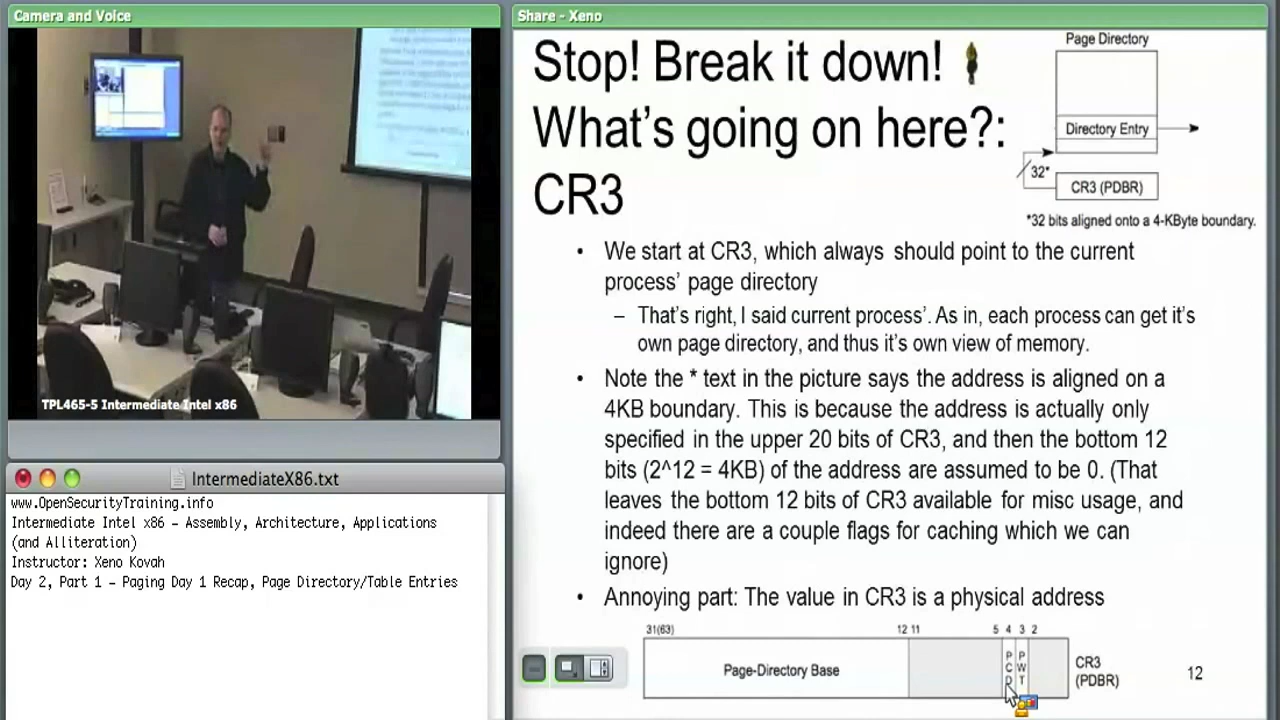 Camera and Voice
TPL465-5 Intermediate Intel x86
IntermediateX86.txt
www.OpenSecurityTraining.info
Intermediate Intel x86 – Assembly, Architecture, Applications
(and Alliteration)
Instructor: Xeno Kovah
Day 2, Part 1 – Paging Day 1 Recap, Page Directory/Table Entries
Share - Xeno
Stop! Break it down!
What's going on here?:
CR3
Page Directory
Directory Entry
32*
CR3 (PDBR)
*32 bits aligned onto a 4-KByte boundary.
• We start at CR3, which always should point to the current
process' page directory
– That's right, I said current process'. As in, each process can get it's
own page directory, and thus it's own view of memory.
• Note the * text in the picture says the address is aligned on a
4KB boundary. This is because the address is actually only
specified in the upper 20 bits of CR3, and then the bottom 12
bits (2^12 = 4KB) of the address are assumed to be 0. (That
leaves the bottom 12 bits of CR3 available for misc usage, and
indeed there are a couple flags for caching which we can
ignore)
• Annoying part: The value in CR3 is a physical address
31(63) 12 11 5 4 3 2
Page-Directory Base
PCD
PWT
CR3
(PDBR)
12